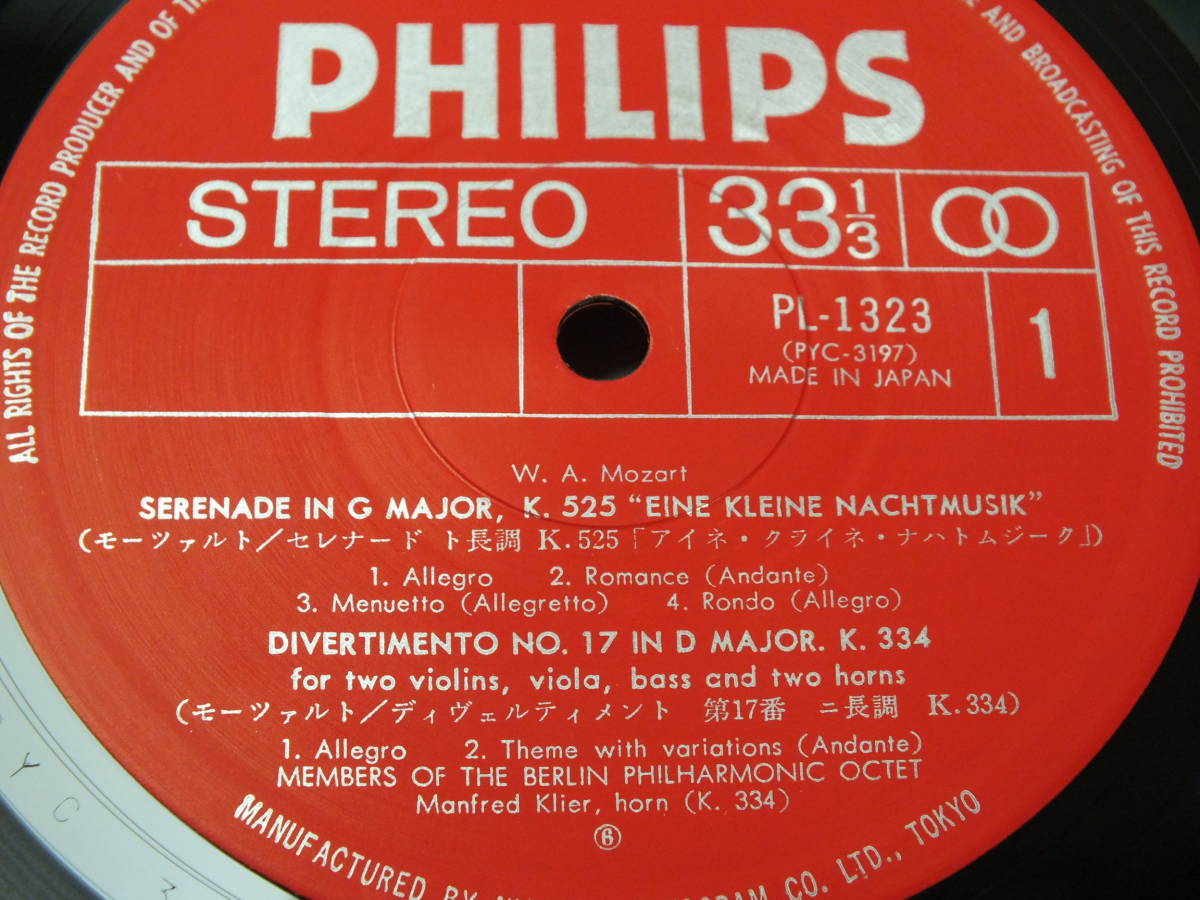 ALL RIGHTS OF THE RECORD PRODUCER AND OF THE
AND BROADCASTING OF THIS RECORD PROHIBITED
PHILIPS
STEREO
33 1/3
PL-1323
(PYC-3197)
MADE IN JAPAN
1
W. A. Mozart
SERENADE IN G MAJOR, K. 525 “EINE KLEINE NACHTMUSIK”
(モーツァルト/セレナード ト長調 K.525「アイネ・クライネ・ナハトムジーク」)
1. Allegro 2. Romance (Andante)
3. Menuetto (Allegretto) 4. Rondo (Allegro)
DIVERTIMENTO NO. 17 IN D MAJOR. K. 334
for two violins, viola, bass and two horns
(モーツァルト/ディヴェルティメント 第17番 ニ長調 K.334)
1. Allegro 2. Theme with variations (Andante)
MEMBERS OF THE BERLIN PHILHARMONIC OCTET
Manfred Klier, horn (K. 334)
6
MANUFACTURED BY CO. LTD., TOKYO
Y C 3